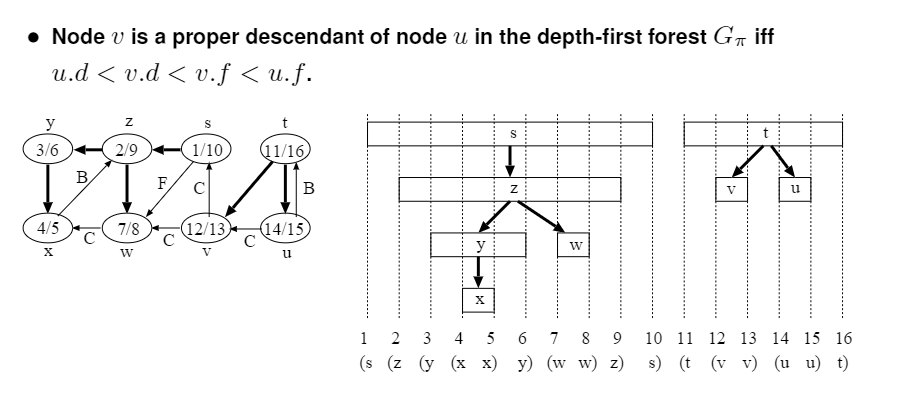 • Node v is a proper descendant of node u in the depth-first forest Gπ iff
u.d < v.d < v.f < u.f.
y z s t
3/6 2/9 1/10 11/16
B F C B
4/5 7/8 12/13 14/15
C C C
x w v u
s t
z v u
y w
x
1 2 3 4 5 6 7 8 9 10 11 12 13 14 15 16
(s (z (y (x x) y) (w w) z) s) (t (v v) (u u) t)